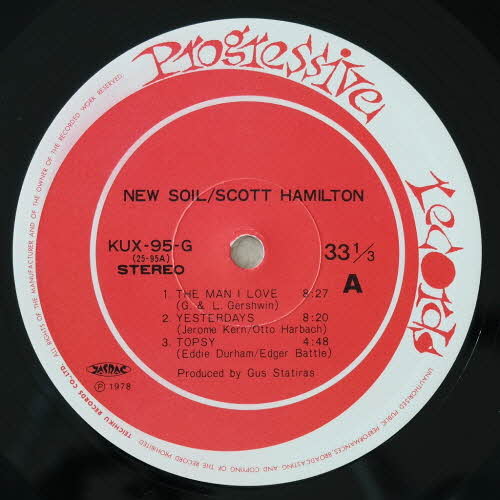 Progressive
records
NEW SOIL/SCOTT HAMILTON
KUX-95-G
(25-95A)
STEREO
33 1/3
A
1. THE MAN I LOVE 8:27
(G. & L. Gershwin)
2. YESTERDAYS 8:20
(Jerome Kern/Otto Harbach)
3. TOPSY 4:48
(Eddie Durham/Edger Battle)
Produced by Gus Statiras
JASRAC
Ⓟ 1978
TEICHIKU RECORDS CO., LTD. ALL RIGHTS OF THE MANUFACTURER AND OF THE OWNER OF THE RECORDED WORK RESERVED.
UNAUTHORISED PUBLIC PERFORMANCES, BROADCASTING AND COPYING OF THE RECORD PROHIBITED